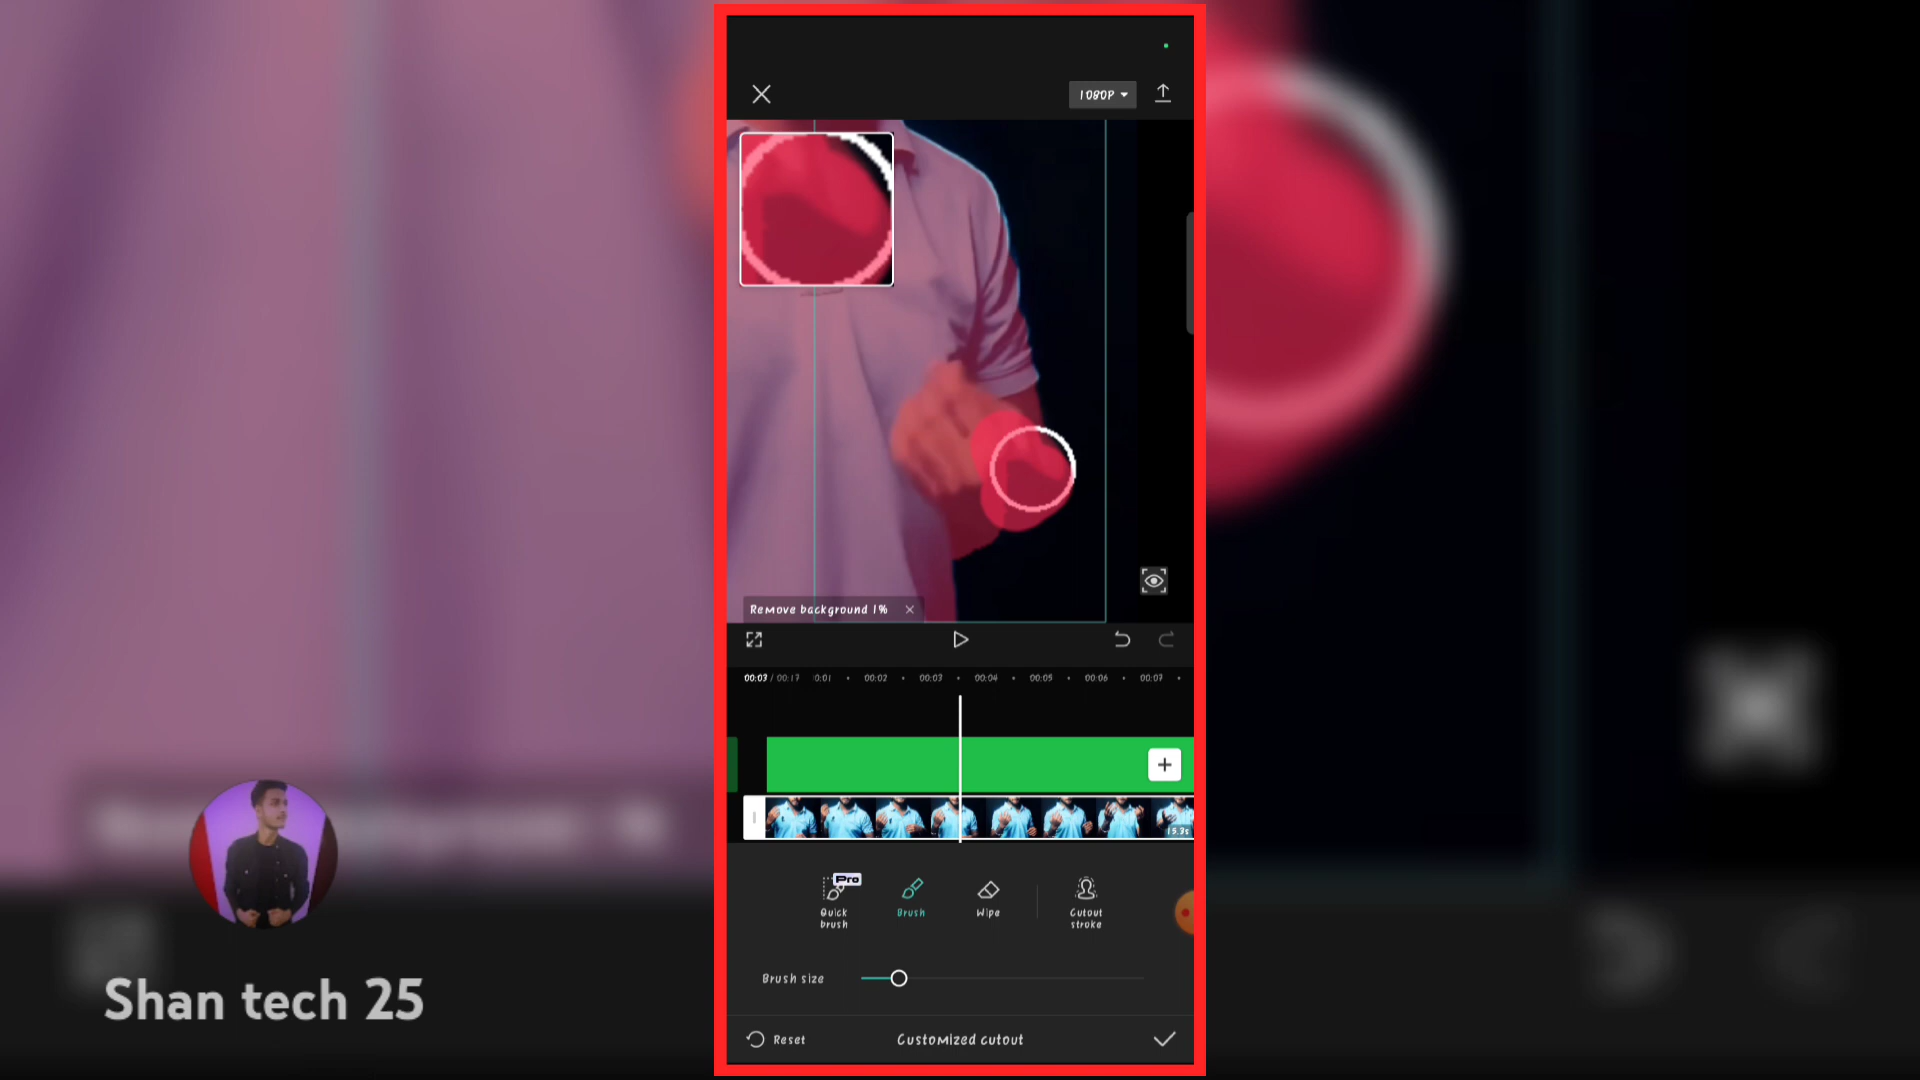 1080P
Remove background 1%
00:03 / 00:17 0:01 00:02 00:03 00:04 00:05 00:06 00:07
15.3s
Pro
Quick brush
Brush
Wipe
Cutout stroke
Brush size
Reset
Customized cutout
Shan tech 25